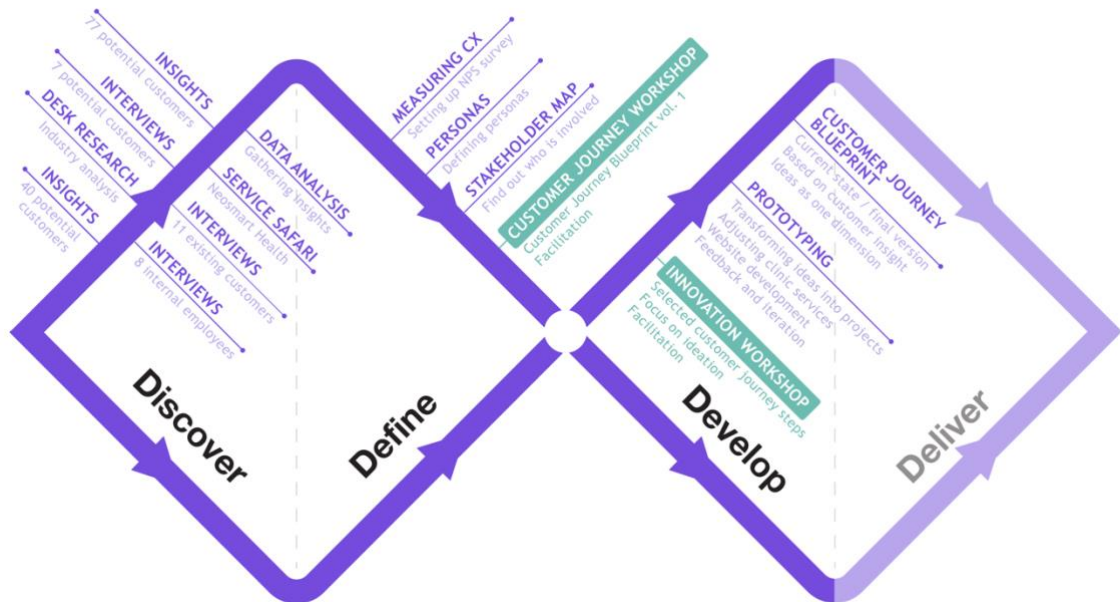 INSIGHTS
77 potential customers
INTERVIEWS
7 potential customers
DESK RESEARCH
Industry analysis
INSIGHTS
40 potential
customers
DATA ANALYSIS
Gathering insights
SERVICE SAFARI
Neosmart Health
INTERVIEWS
11 existing customers
INTERVIEWS
8 internal employees
Discover
MEASURING CX
Setting up NPS survey
PERSONAS
Defining personas
STAKEHOLDER MAP
Find out who is involved
CUSTOMER JOURNEY WORKSHOP
Customer Journey Blueprint vol. 1
Facilitation
Define
CUSTOMER JOURNEY
BLUEPRINT
Current-state / final version
Based on customer insight
Ideas as one dimension
PROTOTYPING
Transforming ideas into projects
Adjusting clinic services
Website development
Feedback and iteration
INNOVATION WORKSHOP
Selected customer journey steps
Focus on ideation
Facilitation
Develop
Deliver